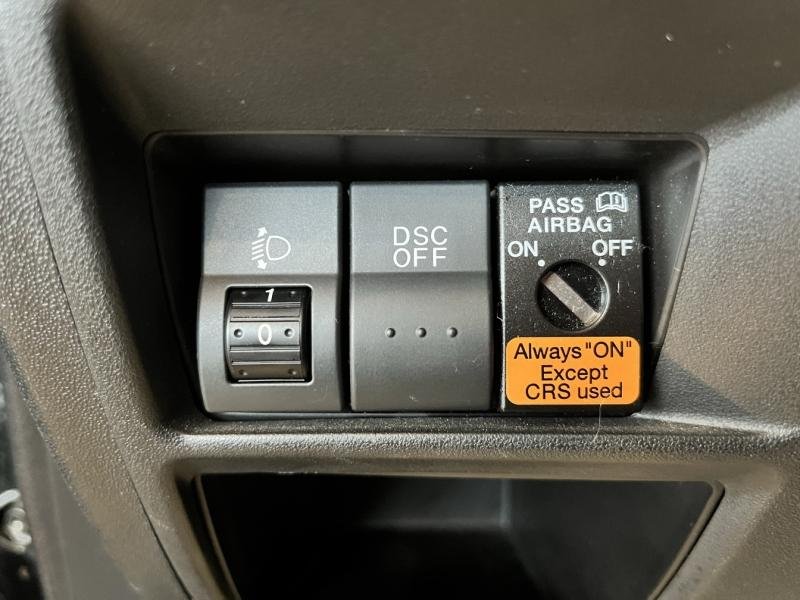 1
0
DSC
OFF
PASS
AIRBAG
ON OFF
Always "ON"
Except
CRS used